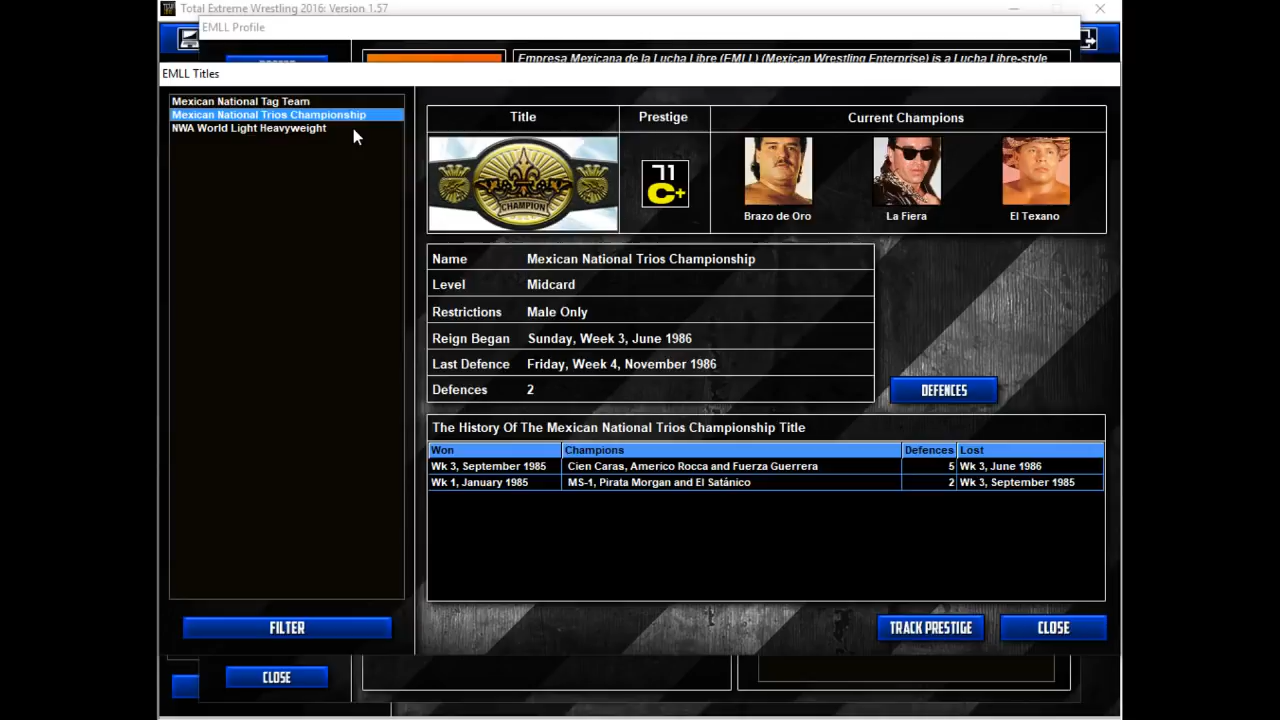 Total Extreme Wrestling 2016: Version 1.57
EMLL Profile
Empresa Mexicana de la Lucha Libre (EMLL) (Mexican Wrestling Enterprise) is a Lucha Libre-style
EMLL Titles
Mexican National Tag Team
Mexican National Trios Championship
NWA World Light Heavyweight
Title
Prestige
Current Champions
CHAMPION
71
C+
Brazo de Oro
La Fiera
El Texano
Name Mexican National Trios Championship
Level Midcard
Restrictions Male Only
Reign Began Sunday, Week 3, June 1986
Last Defence Friday, Week 4, November 1986
Defences 2
DEFENCES
The History Of The Mexican National Trios Championship Title
Won Champions Defences Lost
Wk 3, September 1985 Cien Caras, Americo Rocca and Fuerza Guerrera 5 Wk 3, June 1986
Wk 1, January 1985 MS-1, Pirata Morgan and El Satánico 2 Wk 3, September 1985
FILTER
TRACK PRESTIGE
CLOSE
CLOSE